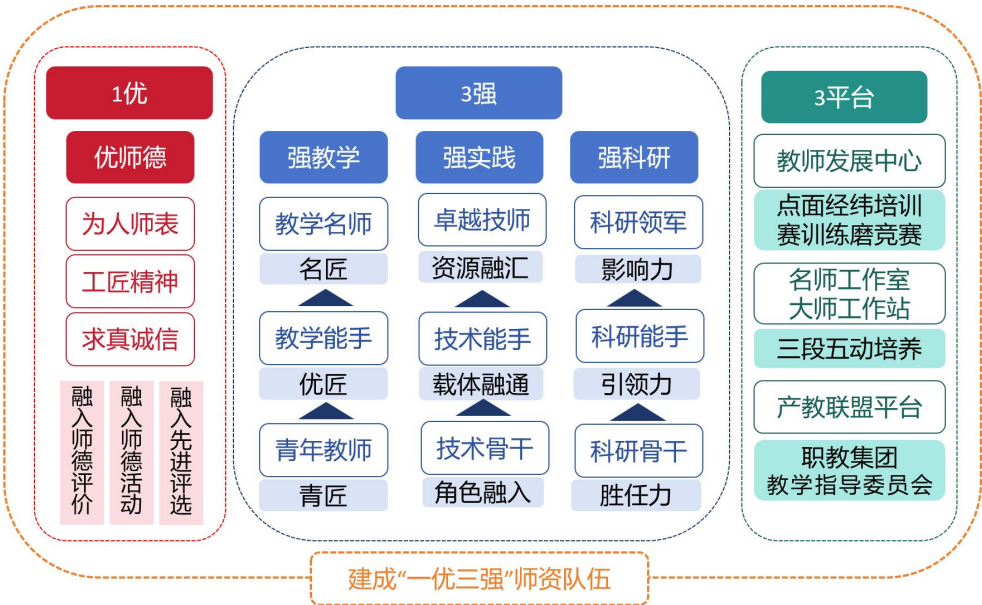 1优
优师德
为人师表
工匠精神
求真诚信
融入师德评价
融入师德活动
融入先进评选
3强
强教学
教学名师
名匠
教学能手
优匠
青年教师
青匠
强实践
卓越技师
资源融汇
技术能手
载体融通
技术骨干
角色融入
强科研
科研领军
影响力
科研能手
引领力
科研骨干
胜任力
3平台
教师发展中心
点面经纬培训
赛训练磨竞赛
名师工作室
大师工作站
三段五动培养
产教联盟平台
职教集团
教学指导委员会
建成“一优三强”师资队伍